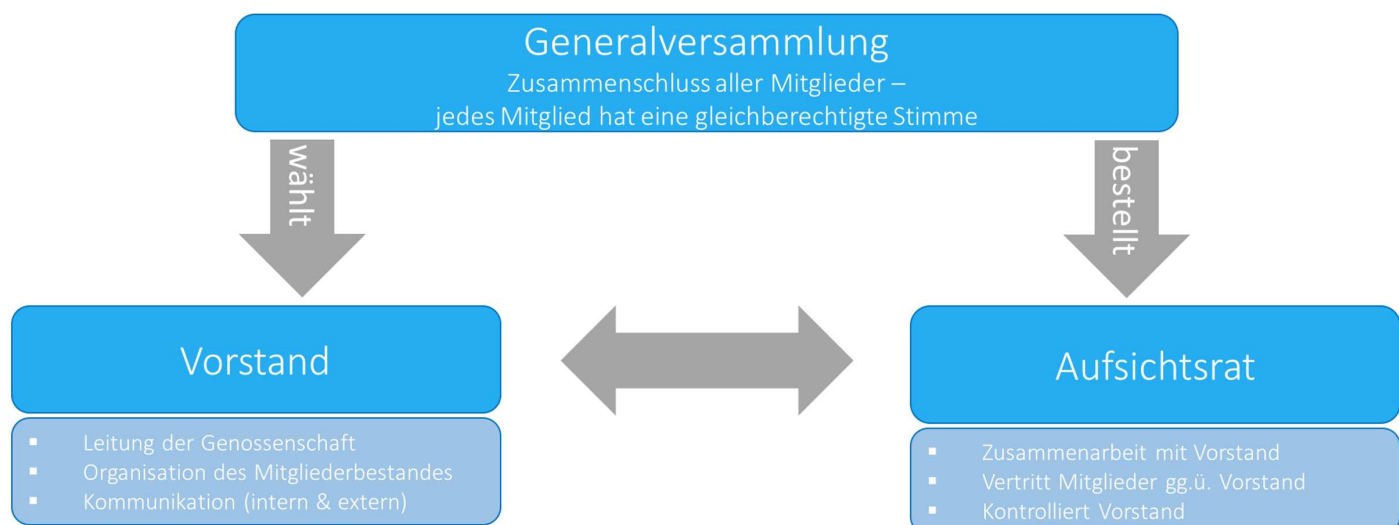 Generalversammlung
Zusammenschluss aller Mitglieder –
jedes Mitglied hat eine gleichberechtigte Stimme
wählt
bestellt
Vorstand
▪ Leitung der Genossenschaft
▪ Organisation des Mitgliederbestandes
▪ Kommunikation (intern & extern)
Aufsichtsrat
▪ Zusammenarbeit mit Vorstand
▪ Vertritt Mitglieder gg.ü. Vorstand
▪ Kontrolliert Vorstand